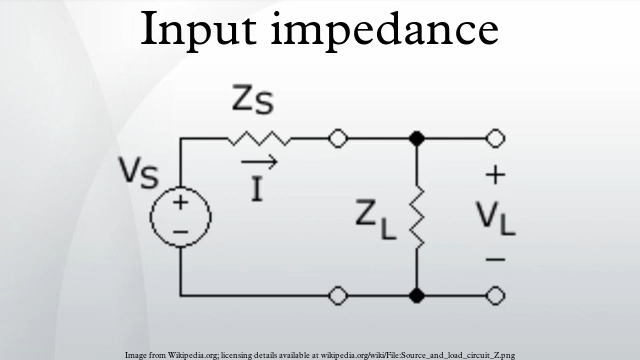 Input impedance
ZS
VS
I
+
−
ZL
+
VL
−
Image from Wikipedia.org; licensing details available at wikipedia.org/wiki/File:Source_and_load_circuit_Z.png